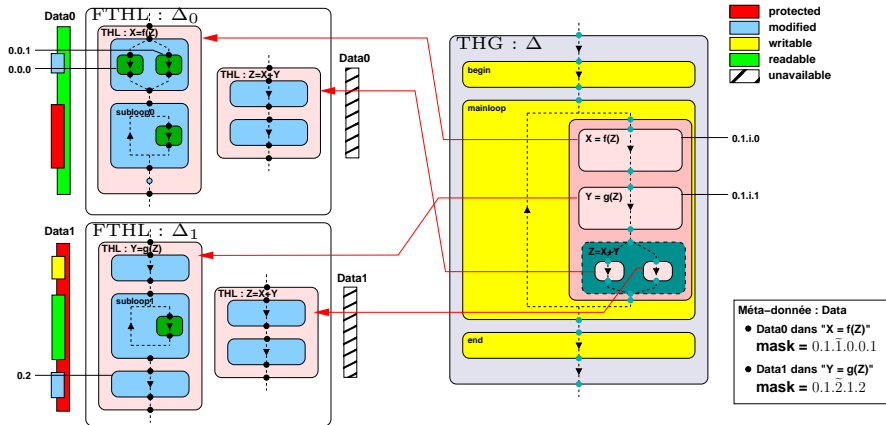 Data0
0.0.1
0.0.0
FTHL : Δ₀
THL : X=f(Z)
subloop0
THL : Z=X+Y
Data0
Data1
0.2
FTHL : Δ₁
THL : Y=g(Z)
subloop1
THL : Z=X+Y
Data1
THG : Δ
begin
mainloop
X = f(Z)
Y = g(Z)
Z=X+Y
end
0.1.i.0
0.1.i.1
protected
modified
writable
readable
unavailable
Méta−donnée : Data
● Data0 dans "X = f(Z)"
mask = 0.1.1̃.0.0.1
● Data1 dans "Y = g(Z)"
mask = 0.1.2̃.1.2